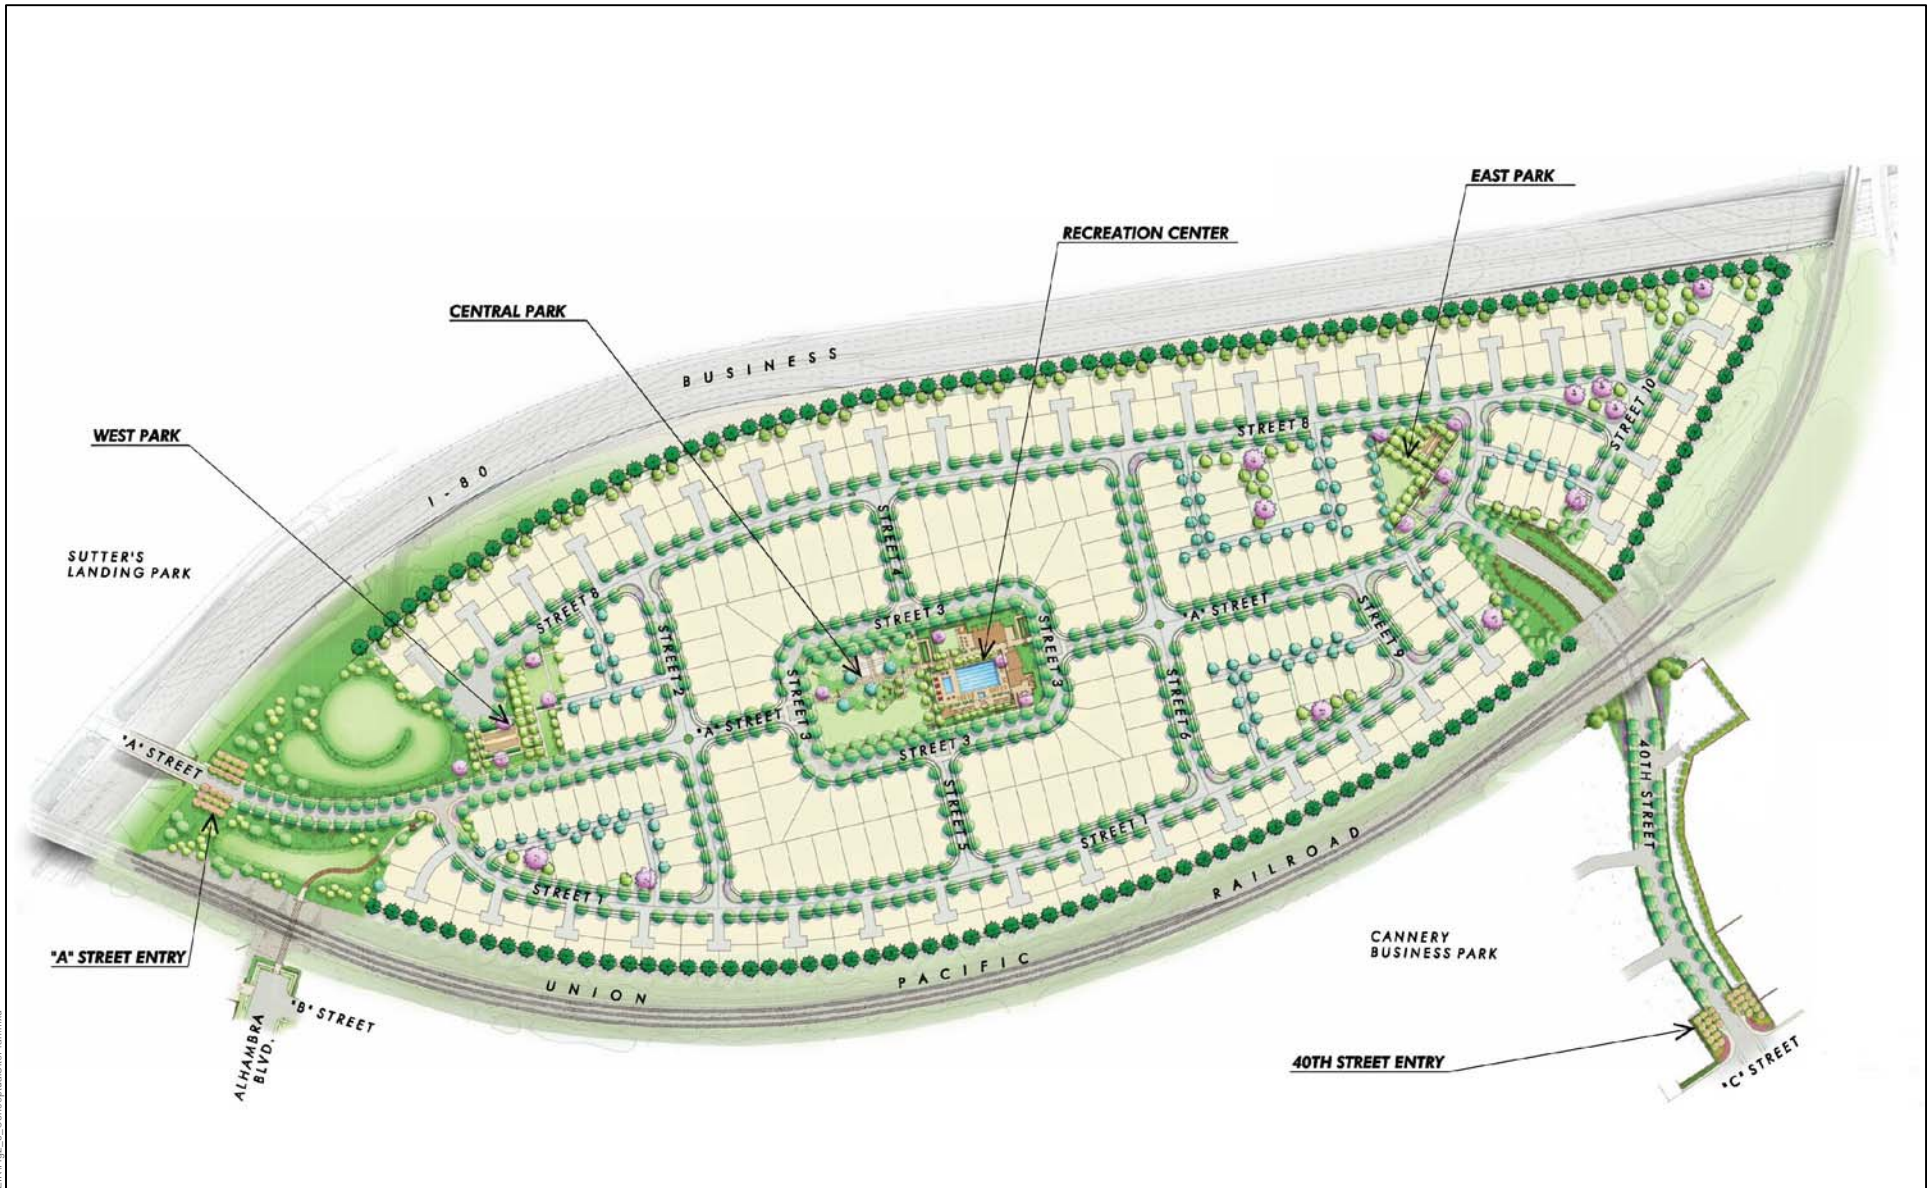 EAST PARK
RECREATION CENTER
CENTRAL PARK
BUSINESS
I-80
WEST PARK
SUTTER'S
LANDING PARK
STREET 10
STREET 8
STREET 4
"A" STREET
STREET 8
STREET 3
STREET 9
STREET 2
STREET 3
STREET 3
STREET 6
"A" STREET
STREET 3
"A" STREET
40TH STREET
STREET 5
STREET 1
STREET 1
RAILROAD
CANNERY
BUSINESS PARK
"A" STREET ENTRY
PACIFIC
UNION
"B" STREET
ALHAMBRA
BLVD.
40TH STREET ENTRY
"C" STREET